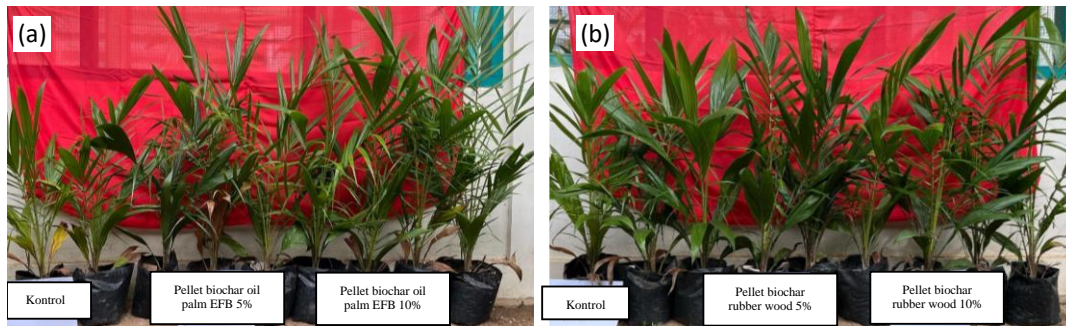 (a)
Kontrol
Pellet biochar oil
palm EFB 5%
Pellet biochar oil
palm EFB 10%
(b)
Kontrol
Pellet biochar
rubber wood 5%
Pellet biochar
rubber wood 10%